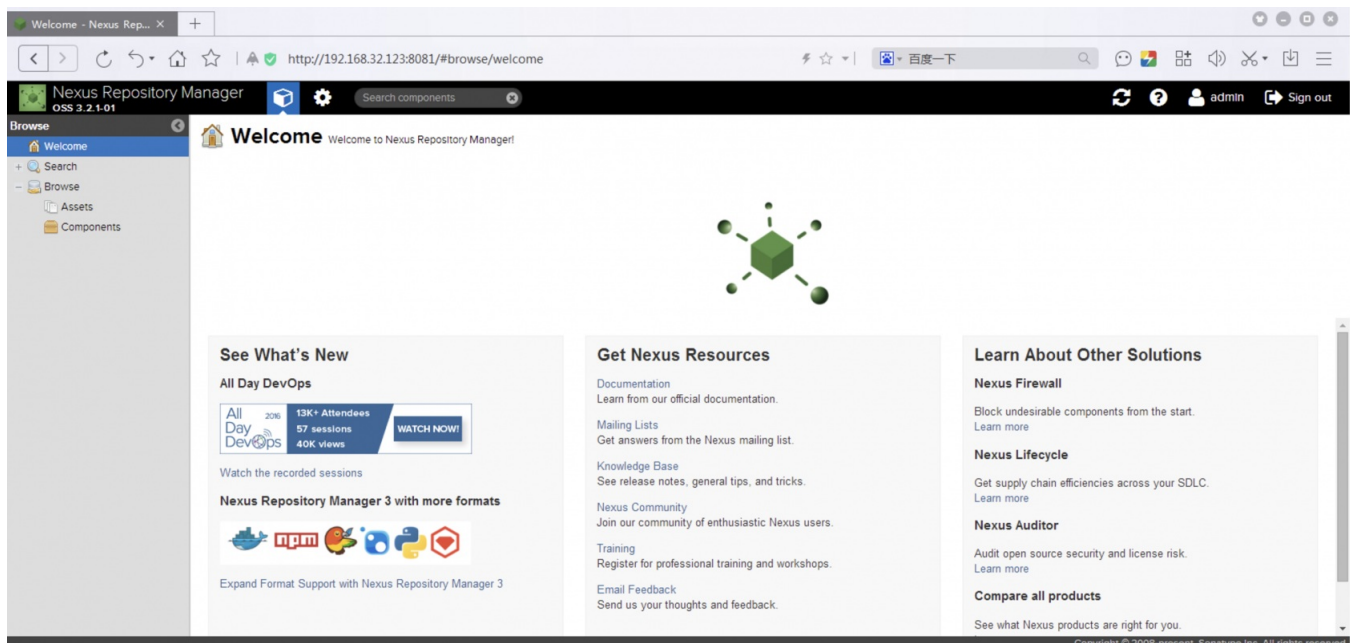 Welcome - Nexus Rep... ×
http://192.168.32.123:8081/#browse/welcome
百度一下
Nexus Repository Manager
OSS 3.2.1-01
Search components
admin
Sign out
Browse
Welcome
Search
Browse
Assets
Components
Welcome Welcome to Nexus Repository Manager!
See What's New
All Day DevOps
All Day DevOps 2016
13K+ Attendees
57 sessions
40K views
WATCH NOW!
Watch the recorded sessions
Nexus Repository Manager 3 with more formats
npm
Expand Format Support with Nexus Repository Manager 3
Get Nexus Resources
Documentation
Learn from our official documentation.
Mailing Lists
Get answers from the Nexus mailing list.
Knowledge Base
See release notes, general tips, and tricks.
Nexus Community
Join our community of enthusiastic Nexus users.
Training
Register for professional training and workshops.
Email Feedback
Send us your thoughts and feedback.
Learn About Other Solutions
Nexus Firewall
Block undesirable components from the start.
Learn more
Nexus Lifecycle
Get supply chain efficiencies across your SDLC.
Learn more
Nexus Auditor
Audit open source security and license risk.
Learn more
Compare all products
See what Nexus products are right for you.
Copyright © 2008-present, Sonatype Inc. All rights reserved.